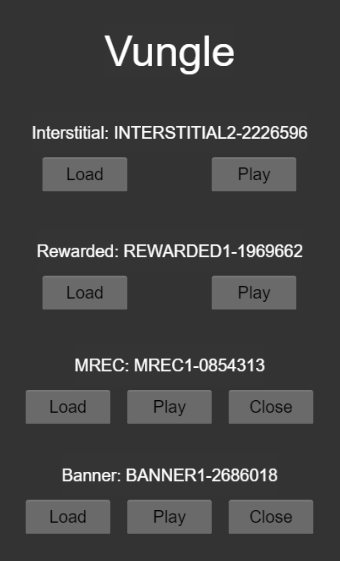 Vungle
Interstitial: INTERSTITIAL2-2226596
Load Play
Rewarded: REWARDED1-1969662
Load Play
MREC: MREC1-0854313
Load Play Close
Banner: BANNER1-2686018
Load Play Close